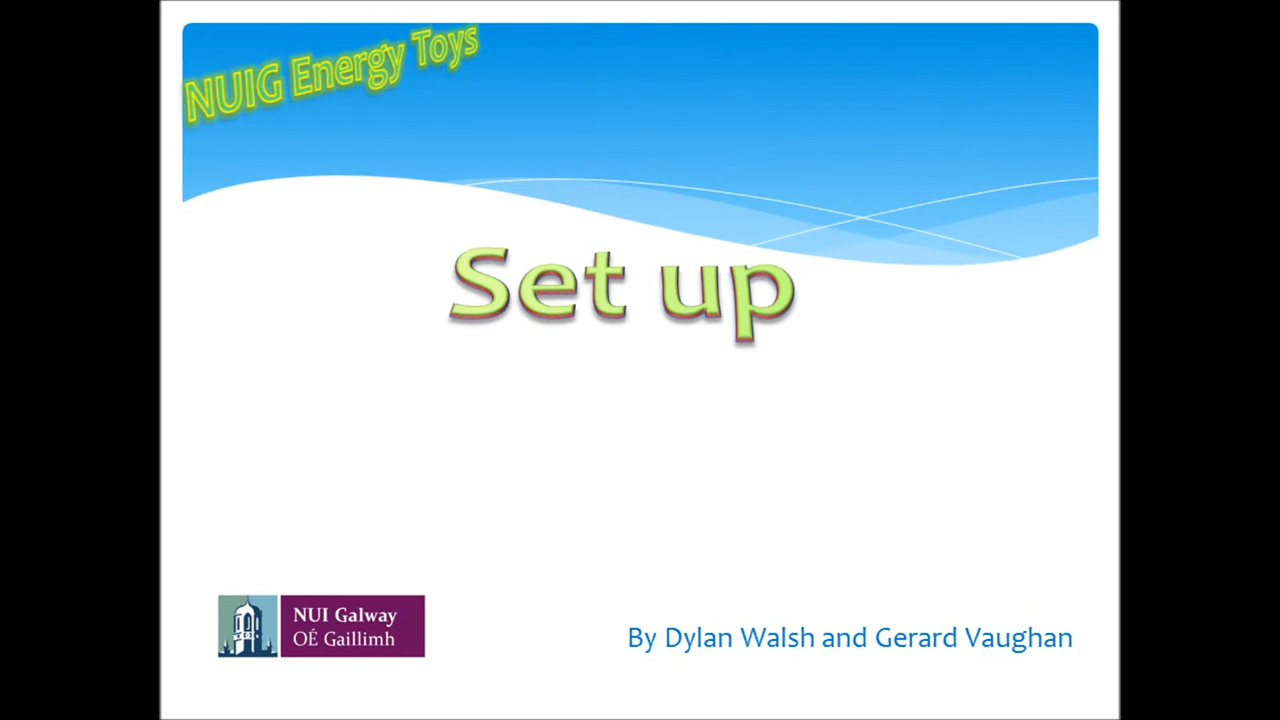 NUIG Energy Toys
Set up
NUI Galway
OÉ Gaillimh
By Dylan Walsh and Gerard Vaughan